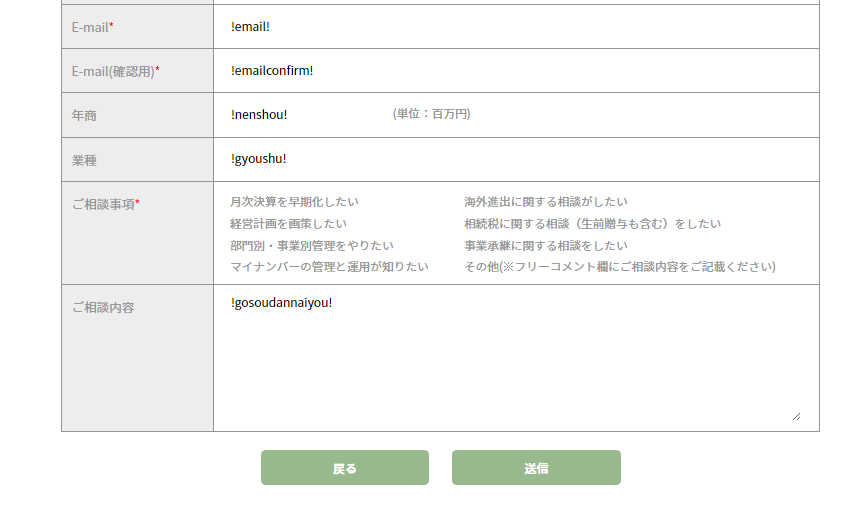 E-mail* !email!
E-mail(確認用)* !emailconfirm!
年商 !nenshou! (単位：百万円)
業種 !gyoushu!
ご相談事項* 月次決算を早期化したい 海外進出に関する相談がしたい
経営計画を画策したい 相続税に関する相談（生前贈与も含む）をしたい
部門別・事業別管理をやりたい 事業承継に関する相談をしたい
マイナンバーの管理と運用が知りたい その他(※フリーコメント欄にご相談内容をご記載ください)
ご相談内容 !gosoudannaiyou!
戻る 送信